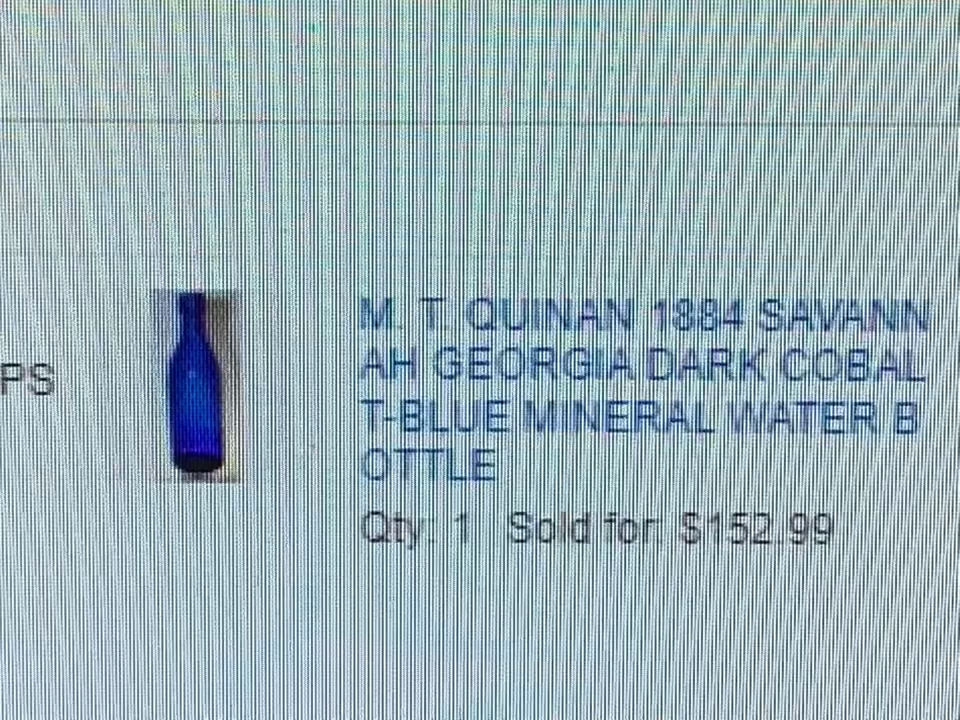 PS
M. T. QUINAN 1884 SAVANN
AH GEORGIA DARK COBAL
T-BLUE MINERAL WATER B
OTTLE
Qty: 1 Sold for: $152.99